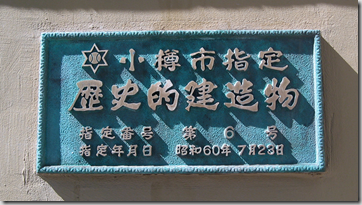 小樽市指定
歴史的建造物
指定番号 第6号
指定年月日 昭和60年7月23日